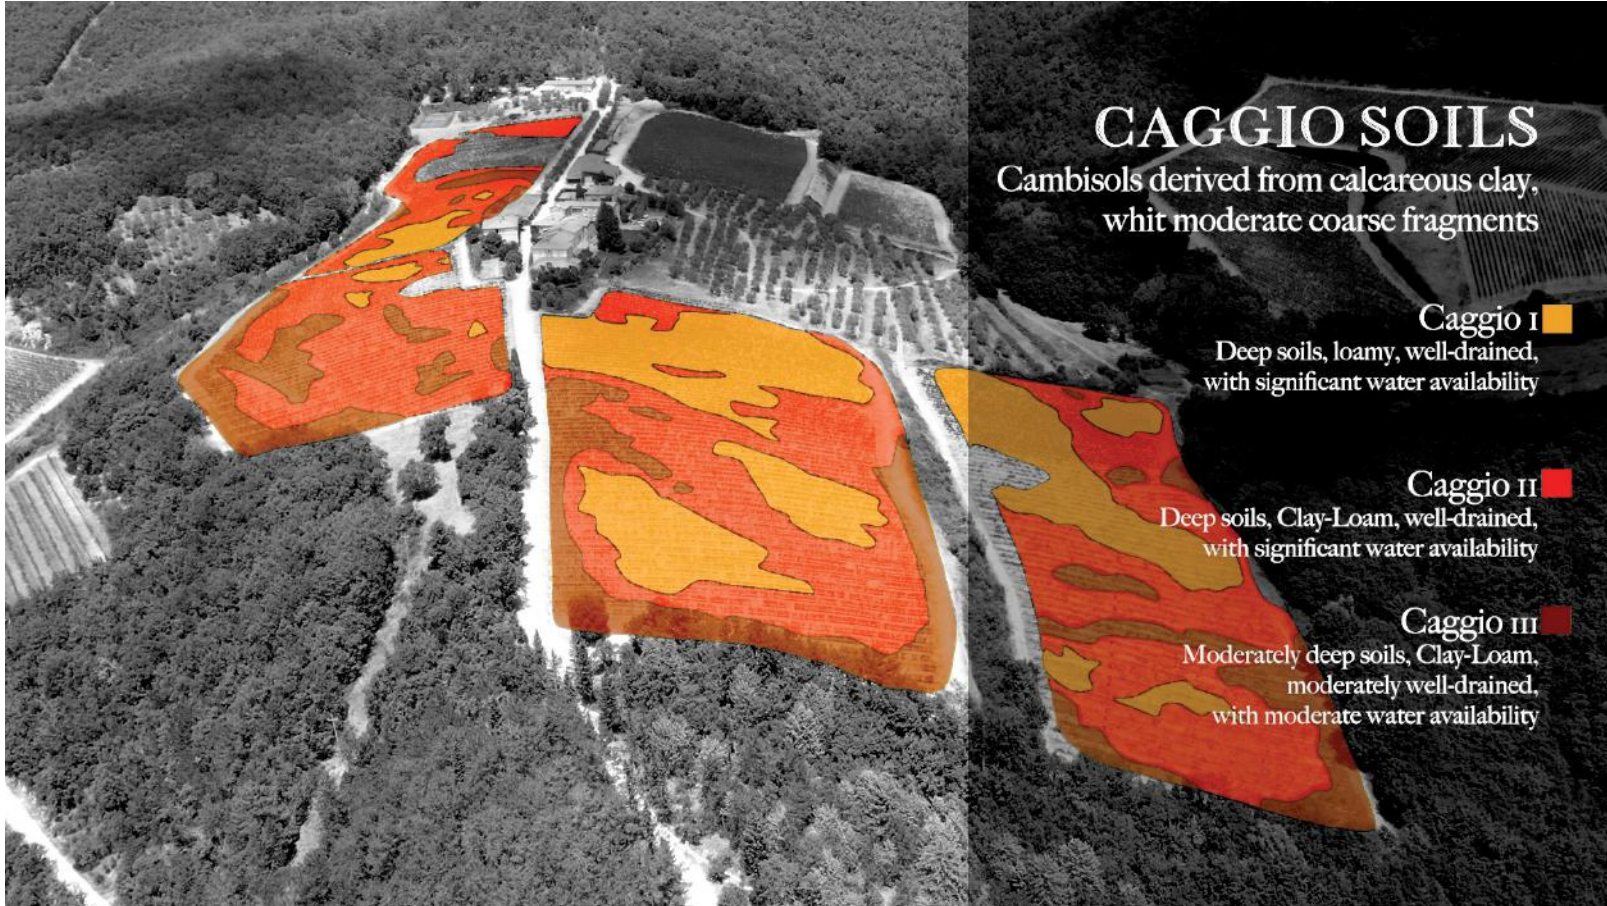 CAGGIO SOILS
Cambisols derived from calcareous clay,
whit moderate coarse fragments
Caggio I
Deep soils, loamy, well-drained,
with significant water availability
Caggio II
Deep soils, Clay-Loam, well-drained,
with significant water availability
Caggio III
Moderately deep soils, Clay-Loam,
moderately well-drained,
with moderate water availability